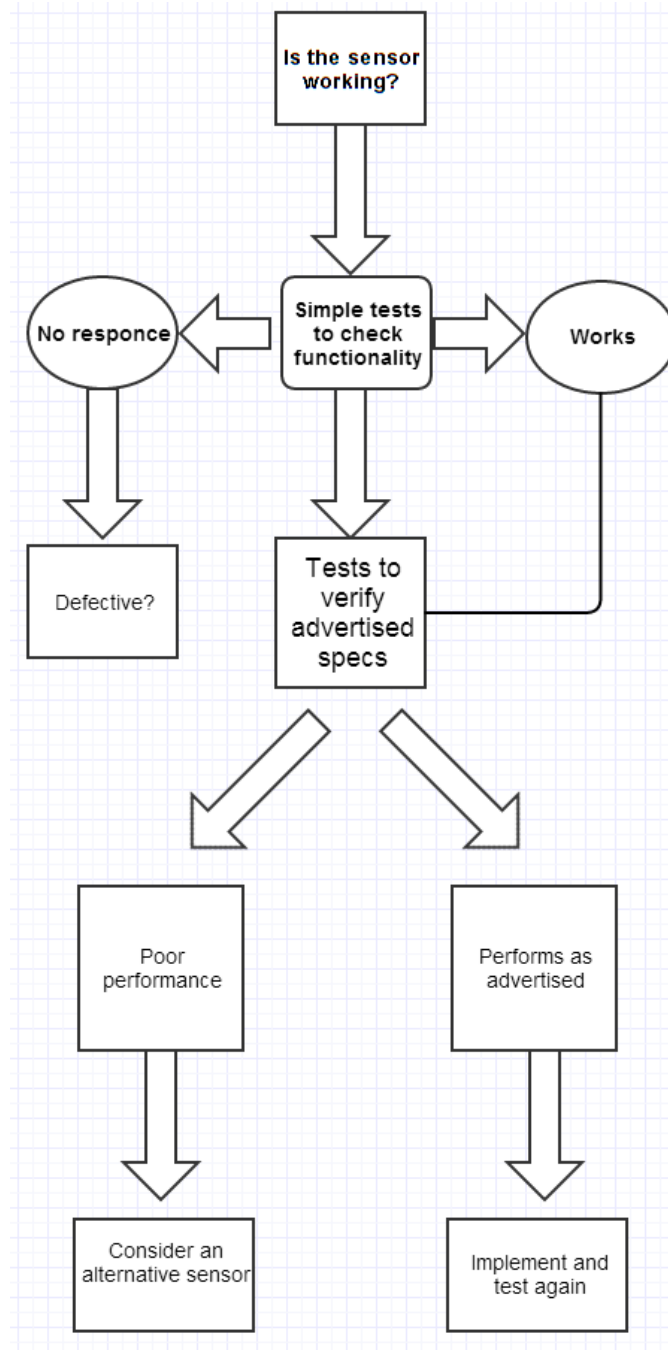 Is the sensor
working?
No responce
Simple tests
to check
functionality
Works
Defective?
Tests to
verify
advertised
specs
Poor
performance
Performs as
advertised
Consider an
alternative sensor
Implement and
test again